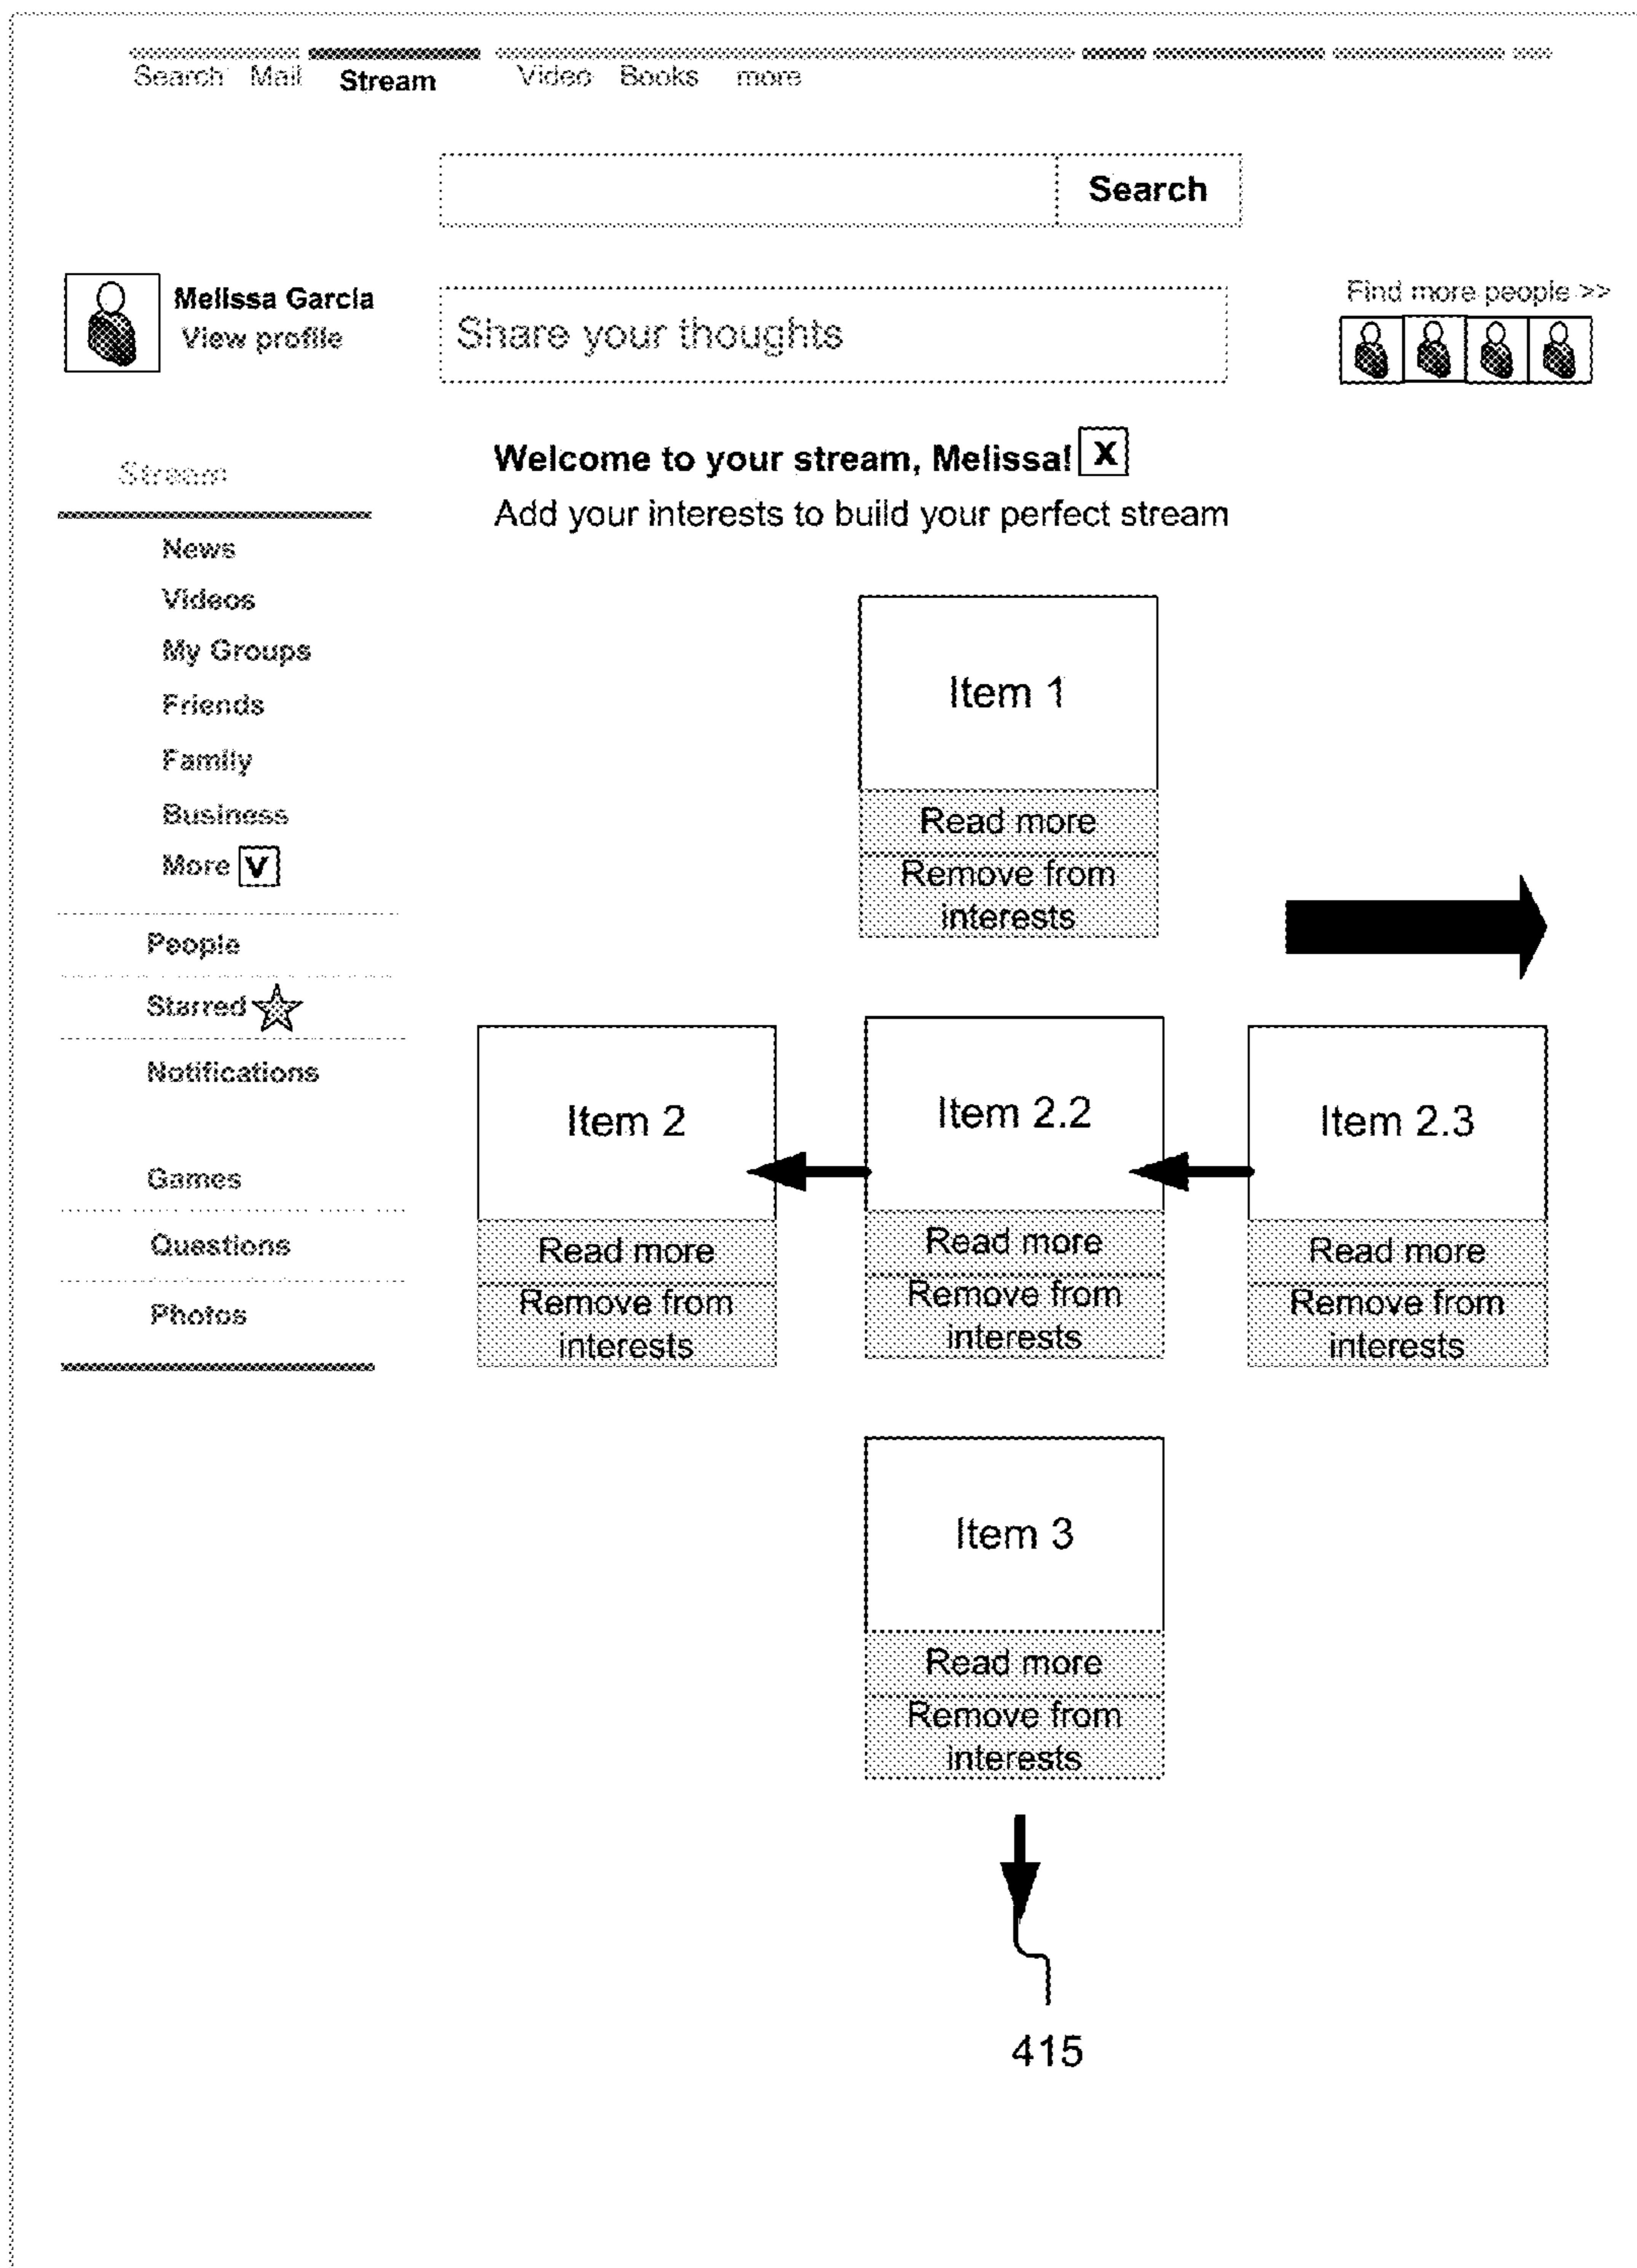 Search Mail Stream Video Books more
Search
Melissa Garcia
View profile
Share your thoughts
Find more people >>
Welcome to your stream, Melissa! X
Add your interests to build your perfect stream
Stream
News
Videos
My Groups
Friends
Family
Business
More V
People
Starred
Notifications
Games
Questions
Photos
Item 1
Read more
Remove from
interests
Item 2
Read more
Remove from
interests
Item 2.2
Read more
Remove from
interests
Item 2.3
Read more
Remove from
interests
Item 3
Read more
Remove from
interests
415